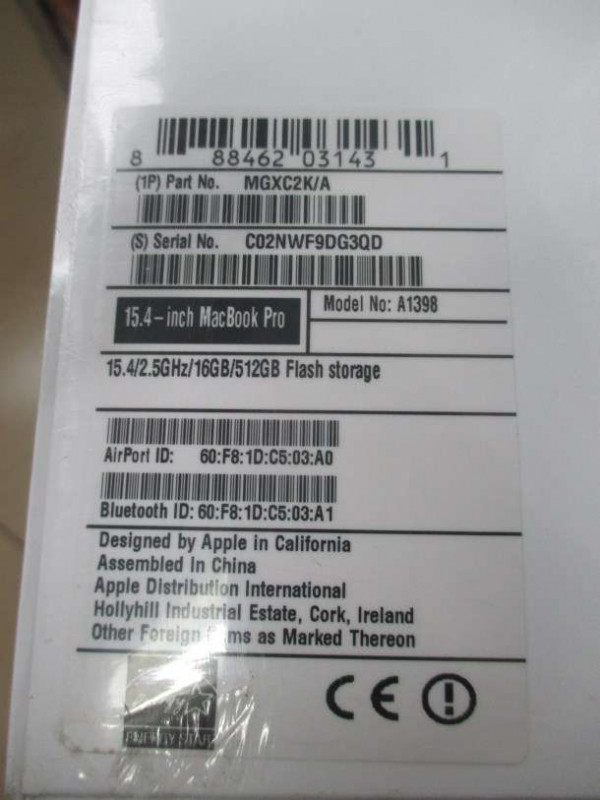 8 88462 03143 1
(1P) Part No. MGXC2K/A
(S) Serial No. C02NWF9DG3QD
15.4-inch MacBook Pro
Model No: A1398
15.4/2.5GHz/16GB/512GB Flash storage
AirPort ID: 60:F8:1D:C5:03:A0
Bluetooth ID: 60:F8:1D:C5:03:A1
Designed by Apple in California
Assembled In China
Apple Distribution International
Hollyhill Industrial Estate, Cork, Ireland
Other Foreign as Marked Thereon
ENERGY STAR
CE